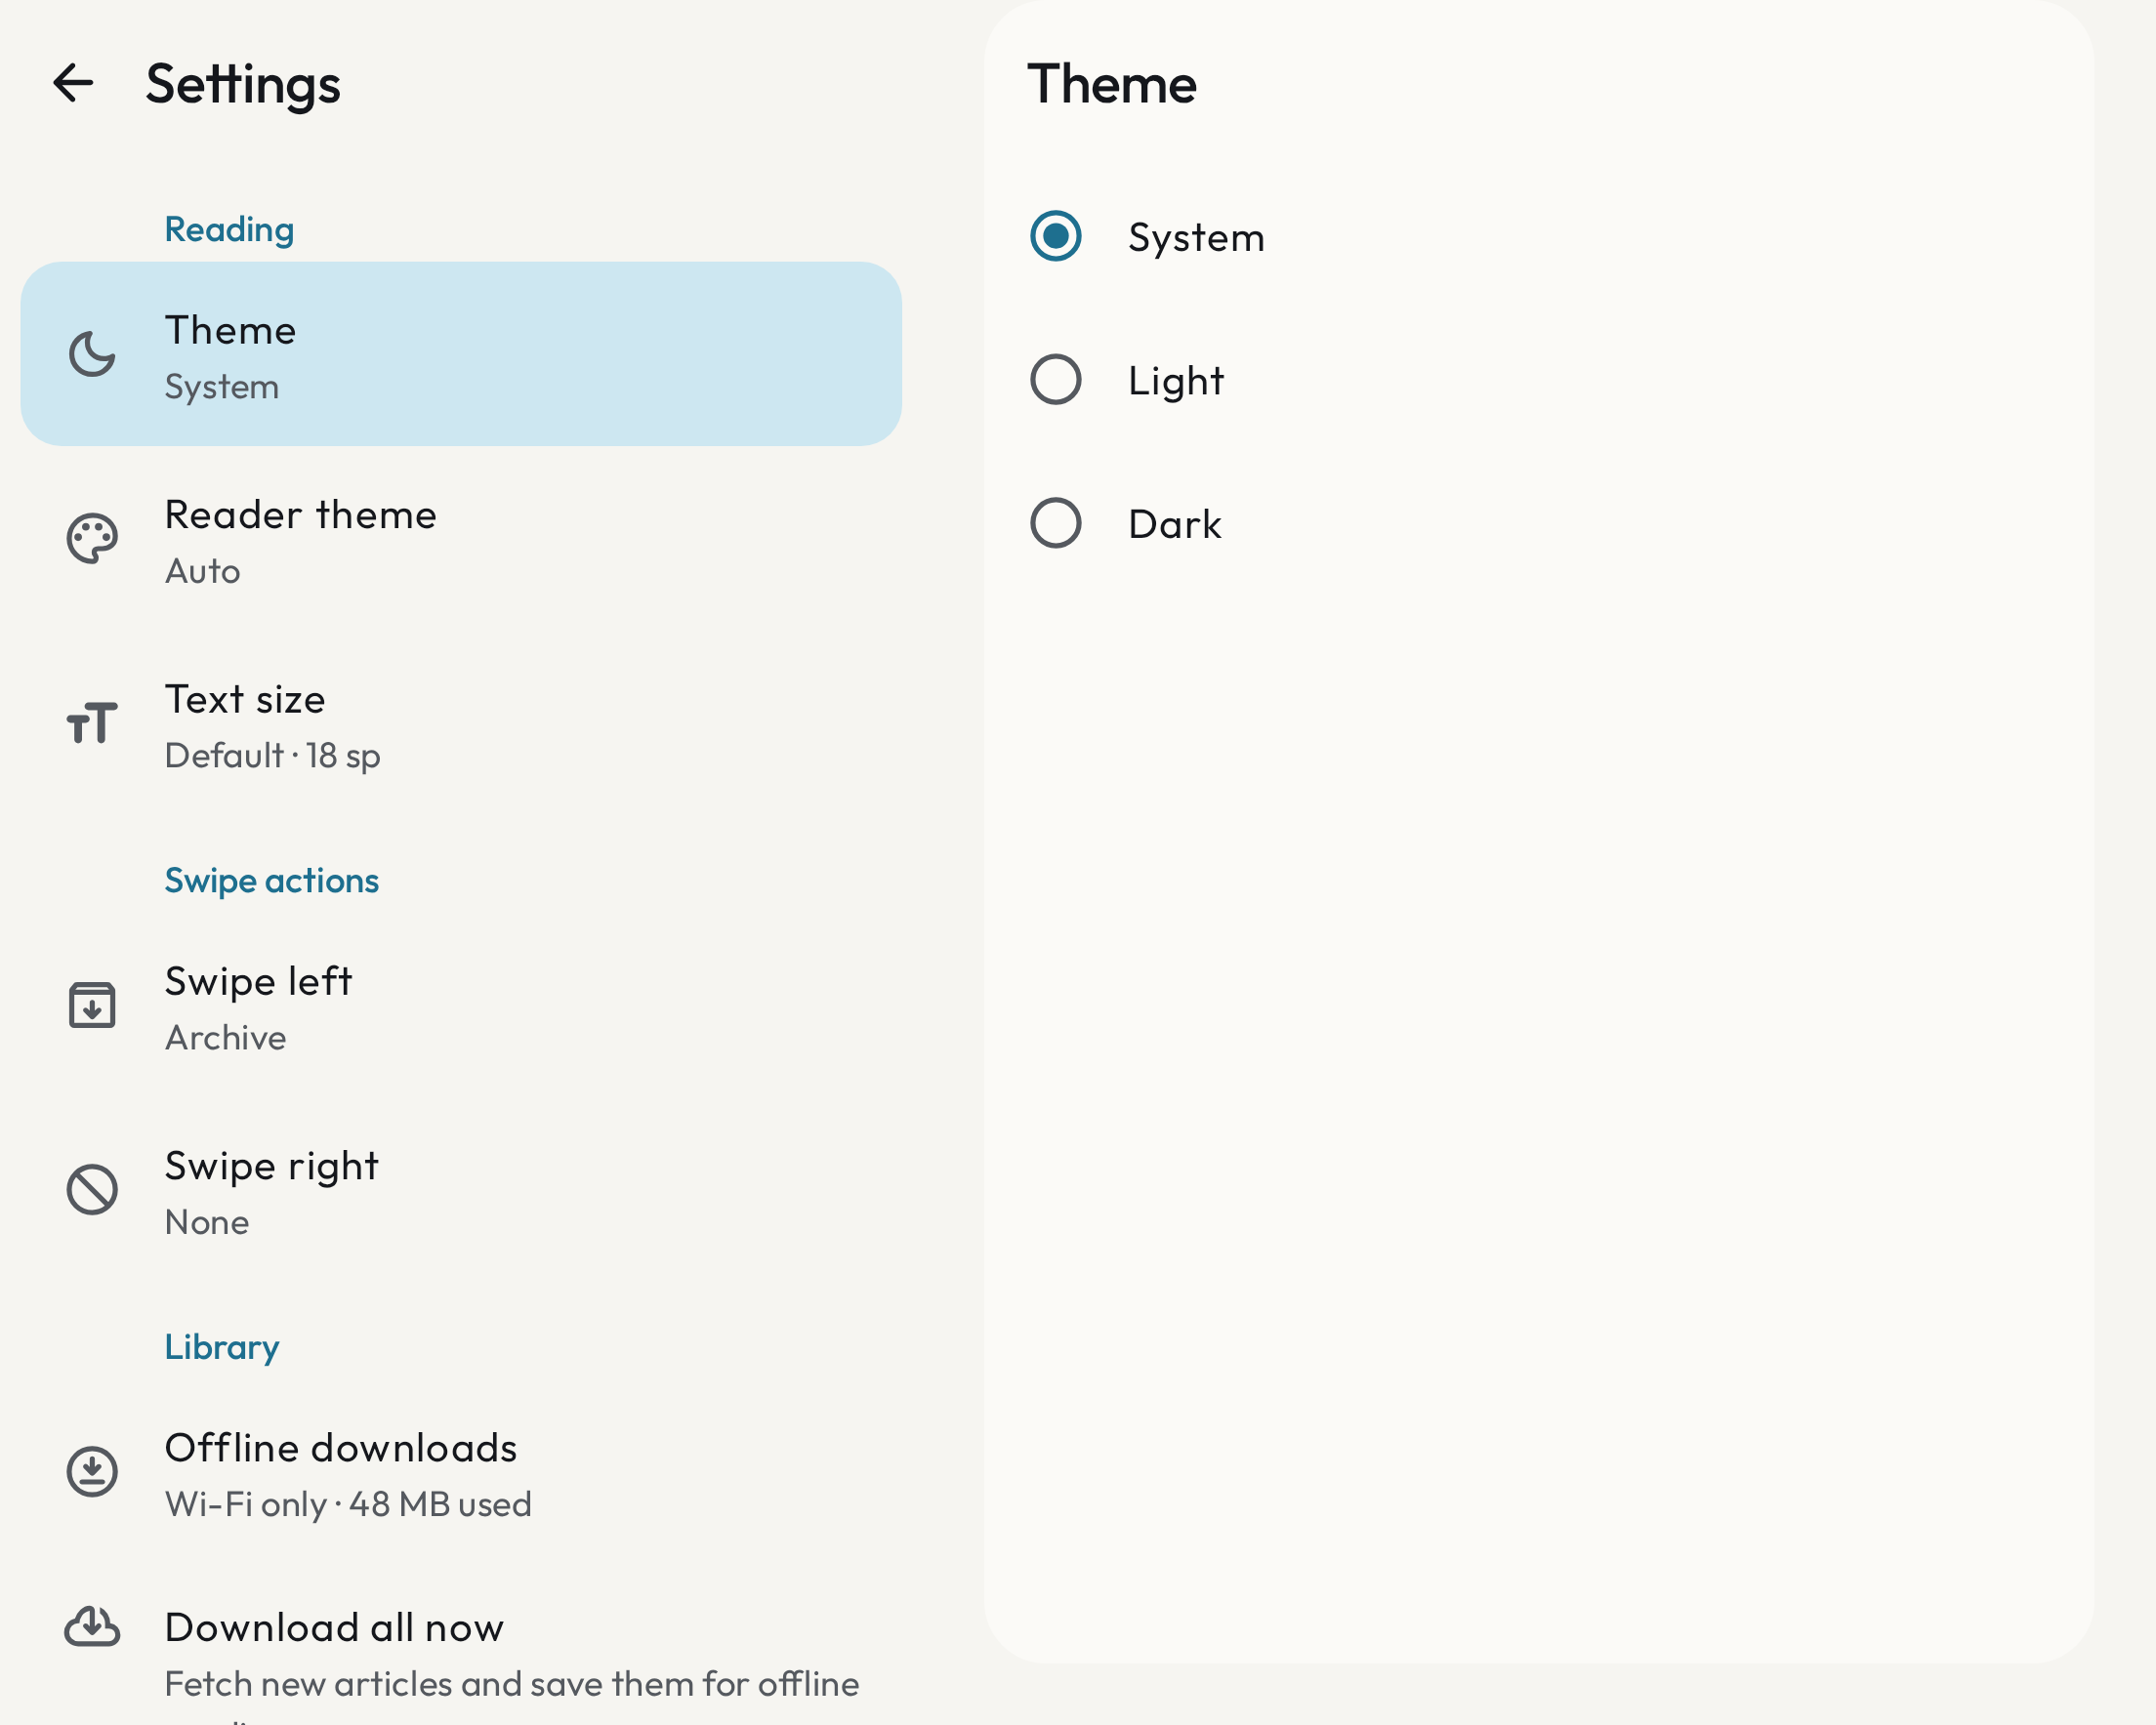 Settings
Reading
Theme
System
Reader theme
Auto
Text size
Default · 18 sp
Swipe actions
Swipe left
Archive
Swipe right
None
Library
Offline downloads
Wi-Fi only · 48 MB used
Download all now
Fetch new articles and save them for offline
Theme
System
Light
Dark